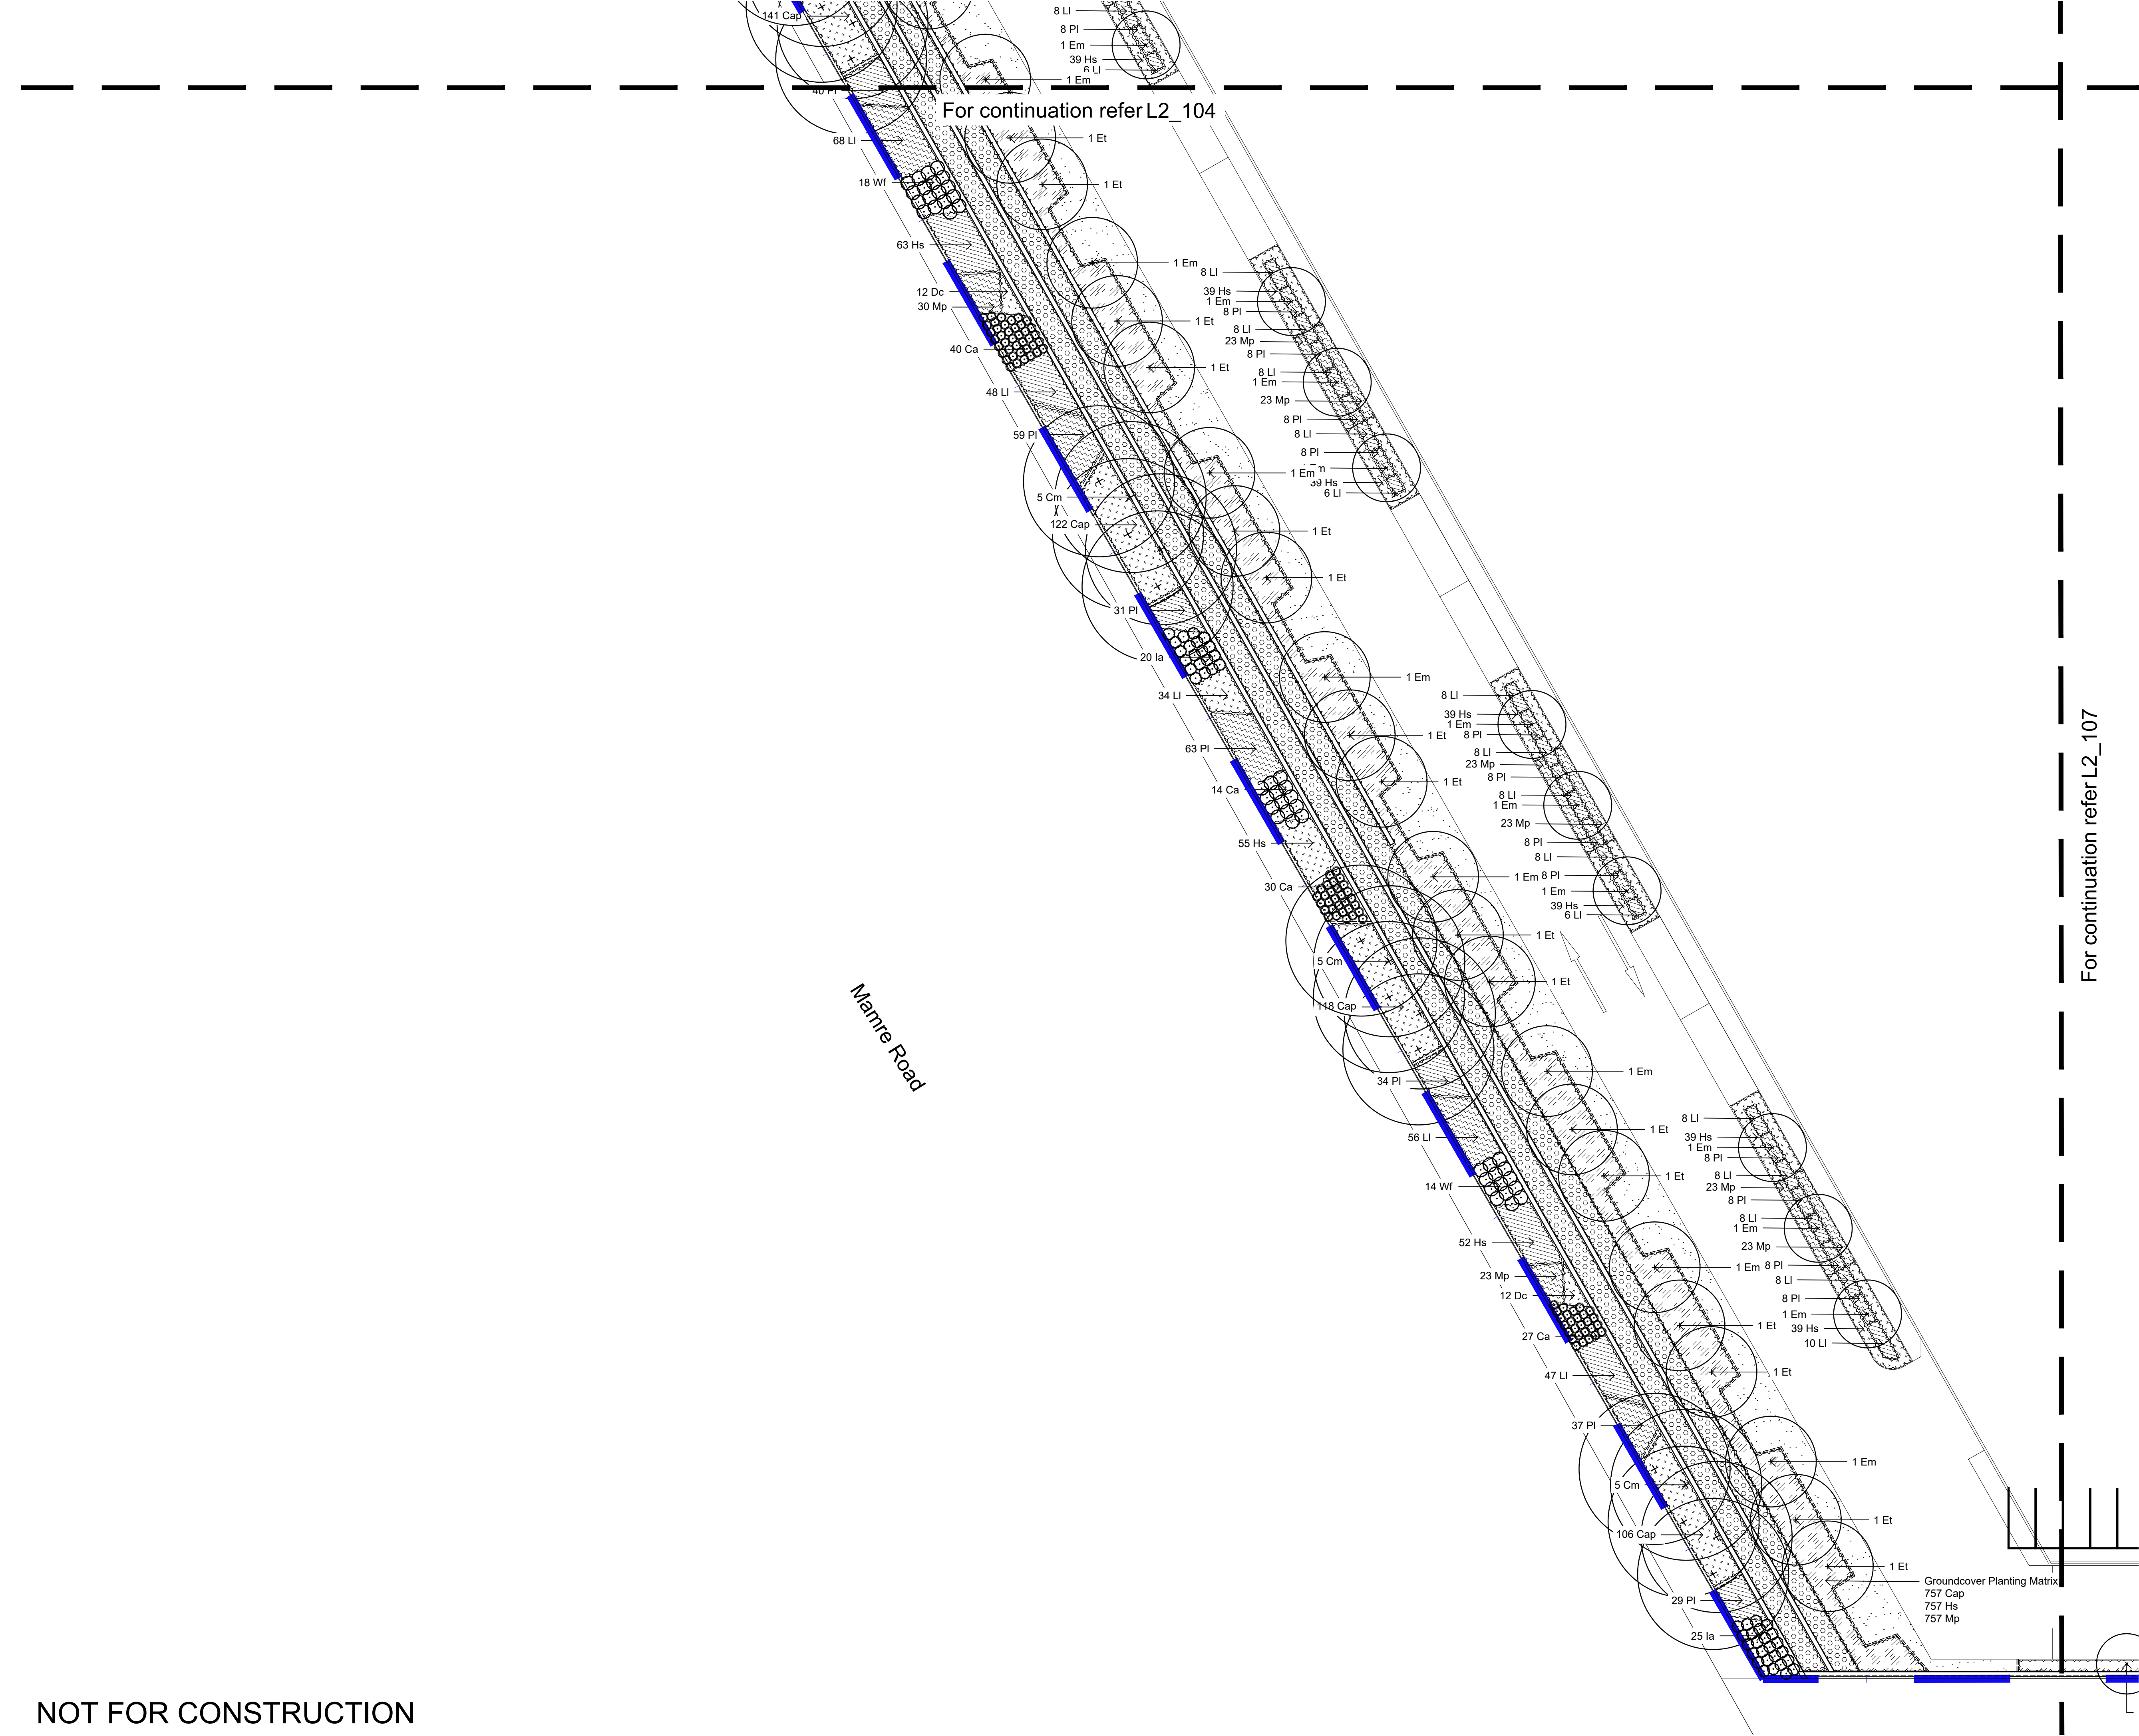 141 Cap
8 Ll
8 Pl
1 Em
39 Hs
6 Ll
1 Em
40 Pl
For continuation refer L2_104
68 Ll
1 Et
18 Wf
1 Et
63 Hs
1 Em
12 Dc
30 Mp
1 Et
40 Ca
1 Et
48 Ll
59 Pl
8 Ll
39 Hs
1 Em
8 Pl
8 Ll
23 Mp
8 Pl
8 Ll
1 Em
23 Mp
8 Pl
8 Ll
8 Pl
1 Em
39 Hs
6 Ll
5 Cm
122 Cap
1 Et
1 Et
31 Pl
20 Ia
1 Em
34 Ll
1 Et
63 Pl
1 Et
14 Ca
8 Ll
39 Hs
1 Em
8 Pl
8 Ll
23 Mp
8 Pl
8 Ll
1 Em
23 Mp
8 Pl
8 Ll
8 Pl
1 Em
39 Hs
6 Ll
For continuation refer L2_107
55 Hs
30 Ca
1 Em
1 Et
5 Cm
1 Et
118 Cap
Mamre Road
34 Pl
1 Em
56 Ll
1 Et
14 Wf
1 Et
8 Ll
39 Hs
1 Em
8 Pl
8 Ll
23 Mp
8 Pl
8 Ll
1 Em
23 Mp
8 Pl
8 Ll
8 Pl
1 Em
39 Hs
10 Ll
52 Hs
1 Em
23 Mp
12 Dc
1 Et
27 Ca
47 Ll
1 Et
37 Pl
1 Em
5 Cm
1 Et
106 Cap
1 Et
29 Pl
25 Ia
Groundcover Planting Matrix
757 Cap
757 Hs
757 Mp
NOT FOR CONSTRUCTION